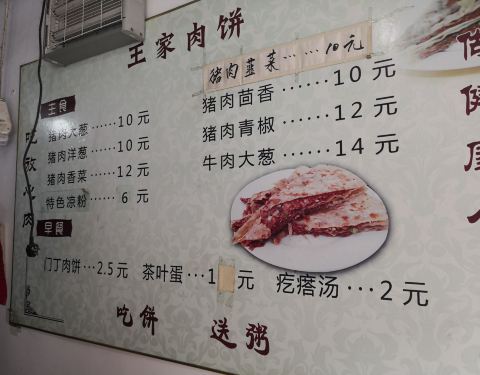 王家肉饼
猪肉韭菜……10元
主食
猪肉大葱……10元
猪肉洋葱……10元
猪肉香菜……12元
特色凉粉……6元
猪肉茴香……10元
猪肉青椒……12元
牛肉大葱……14元
早餐
门丁肉饼…2.5元 茶叶蛋…1元 疙瘩汤…2元
吃饼 送粥